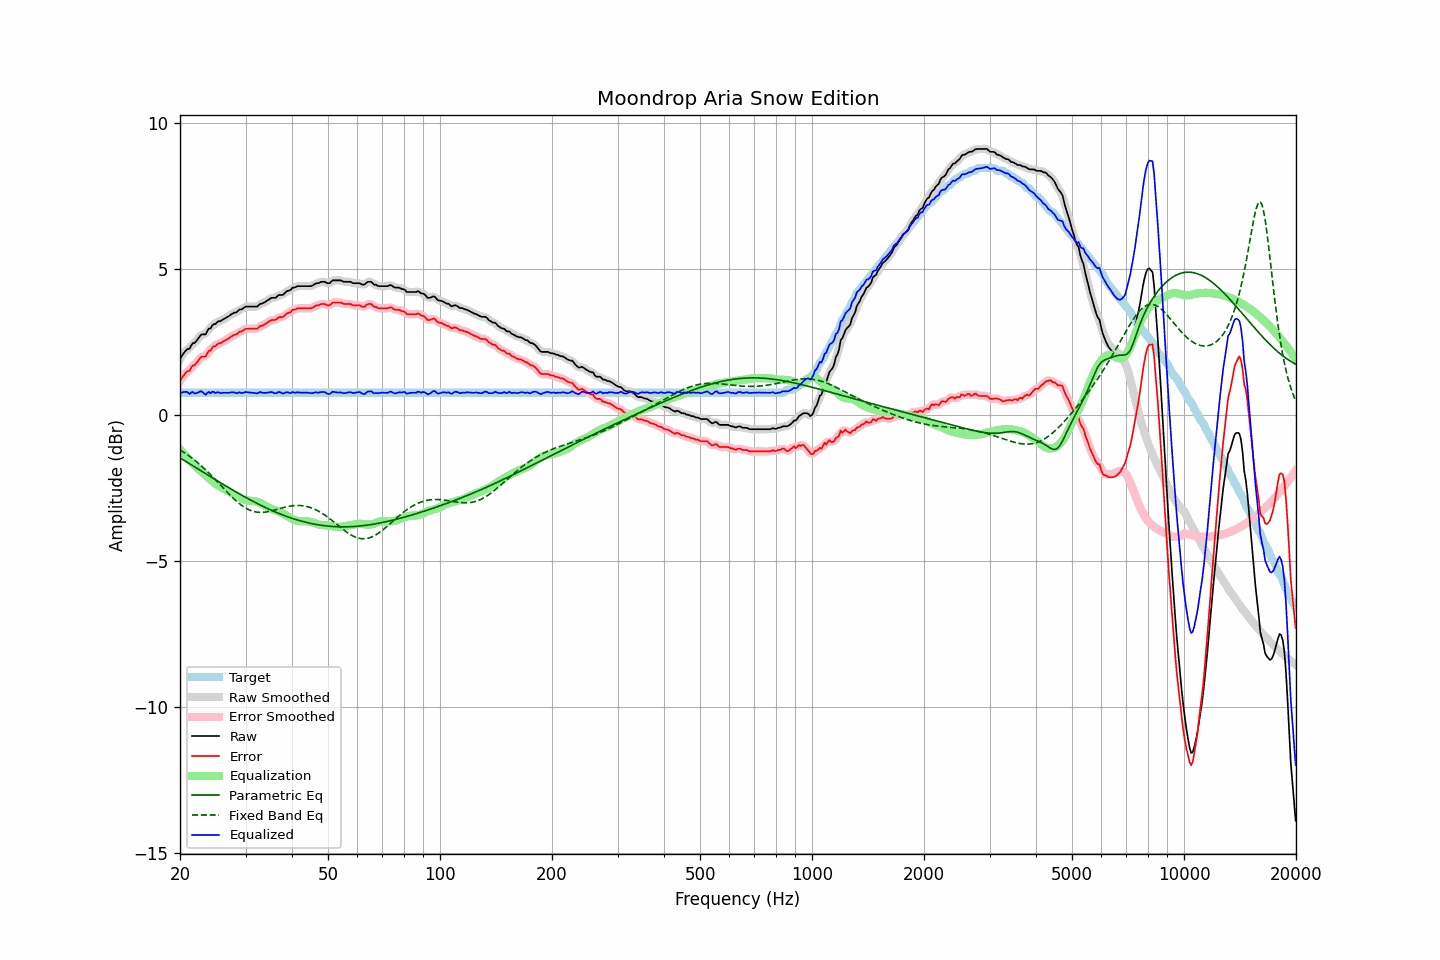 Moondrop Aria Snow Edition
Amplitude (dBr)
10
5
0
−5
−10
−15
Target
Raw Smoothed
Error Smoothed
Raw
Error
Equalization
Parametric Eq
Fixed Band Eq
Equalized
20 50 100 200 500 1000 2000 5000 10000 20000
Frequency (Hz)